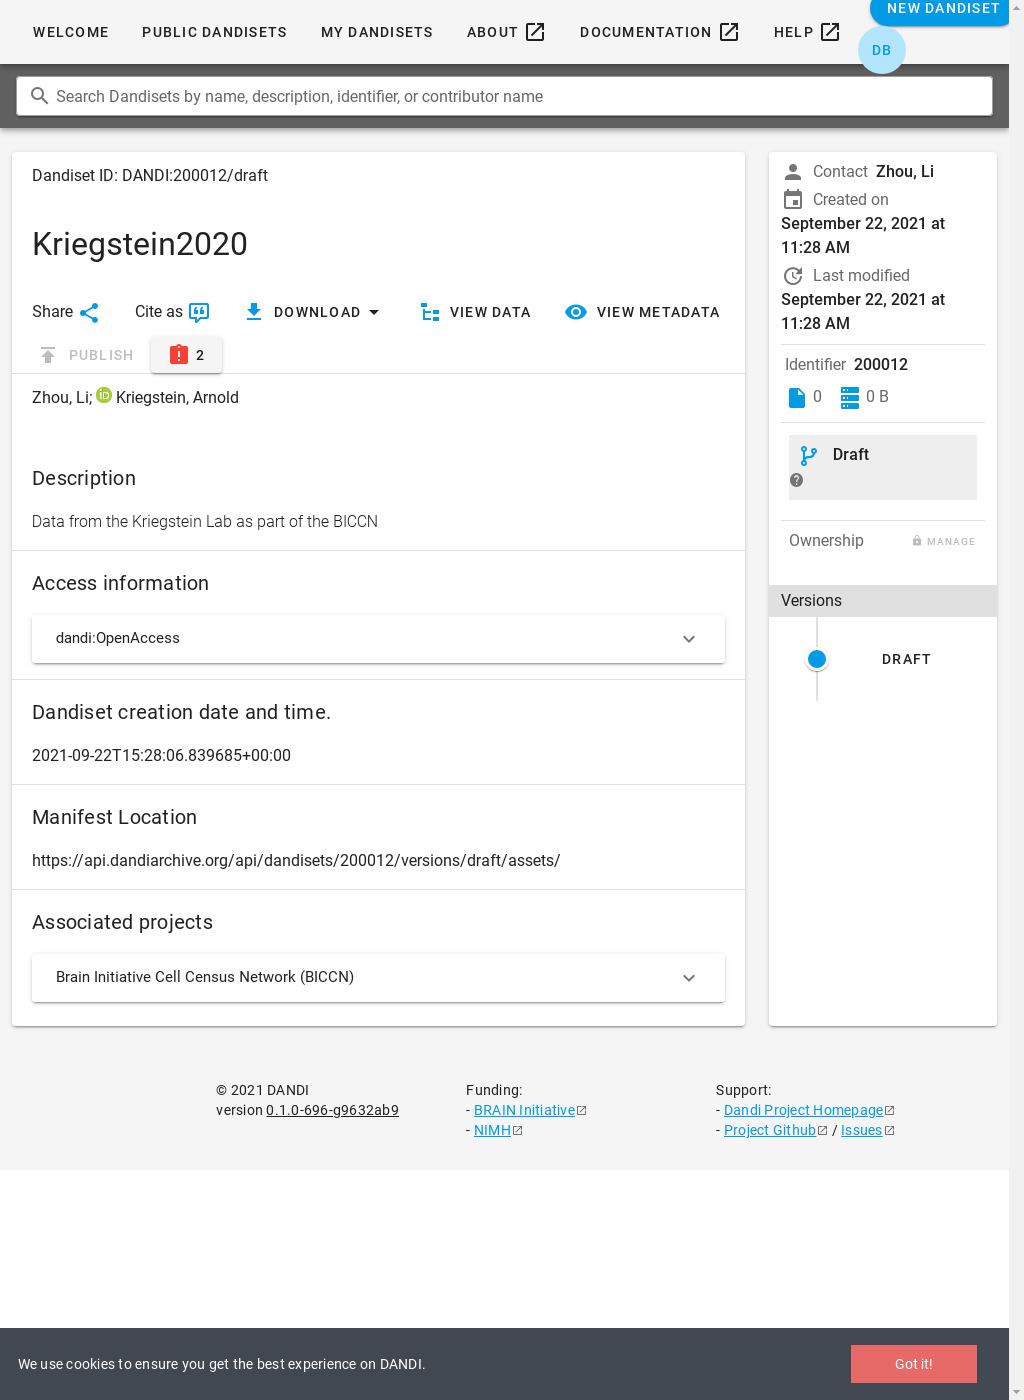 NEW DANDISET
WELCOME PUBLIC DANDISETS MY DANDISETS ABOUT DOCUMENTATION HELP
DB
Search Dandisets by name, description, identifier, or contributor name
Dandiset ID: DANDI:200012/draft
Kriegstein2020
Share Cite as DOWNLOAD VIEW DATA VIEW METADATA
PUBLISH 2
Zhou, Li; iD Kriegstein, Arnold
Description
Data from the Kriegstein Lab as part of the BICCN
Access information
dandi:OpenAccess
Dandiset creation date and time.
2021-09-22T15:28:06.839685+00:00
Manifest Location
https://api.dandiarchive.org/api/dandisets/200012/versions/draft/assets/
Associated projects
Brain Initiative Cell Census Network (BICCN)
Contact Zhou, Li
Created on
September 22, 2021 at
11:28 AM
Last modified
September 22, 2021 at
11:28 AM
Identifier 200012
0 0 B
Draft
Ownership MANAGE
Versions
DRAFT
© 2021 DANDI
version 0.1.0-696-g9632ab9
Funding:
- BRAIN Initiative
- NIMH
Support:
- Dandi Project Homepage
- Project Github / Issues
We use cookies to ensure you get the best experience on DANDI.
Got it!